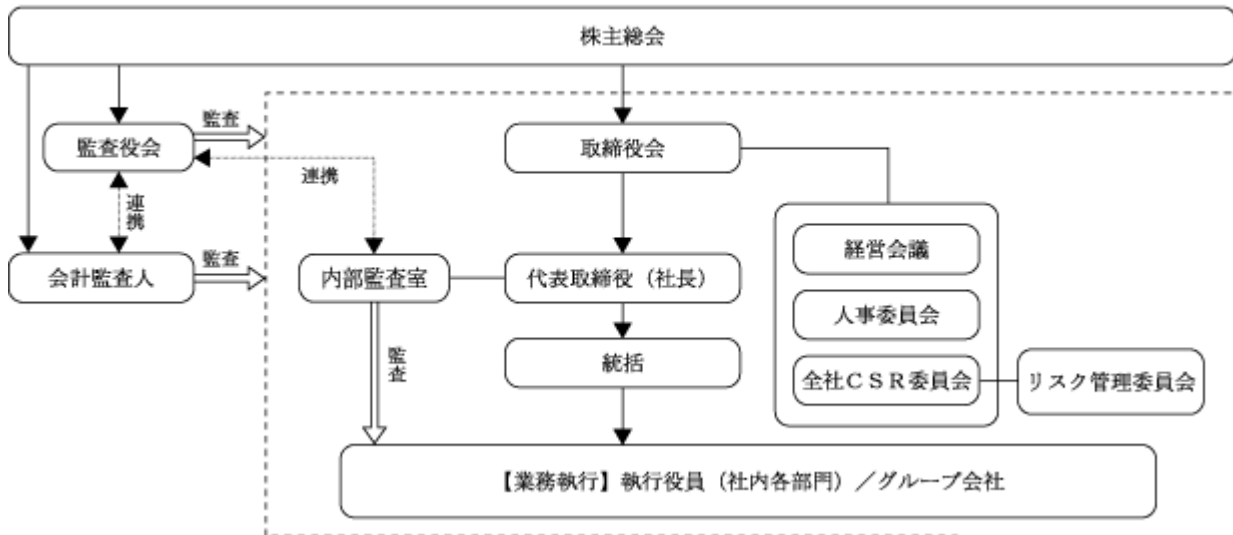 株主総会
監査
監査役会
取締役会
連携
連携
経営会議
会計監査人
監査
内部監査室
代表取締役（社長）
人事委員会
監査
統括
全社ＣＳＲ委員会
リスク管理委員会
【業務執行】執行役員（社内各部門）／グループ会社